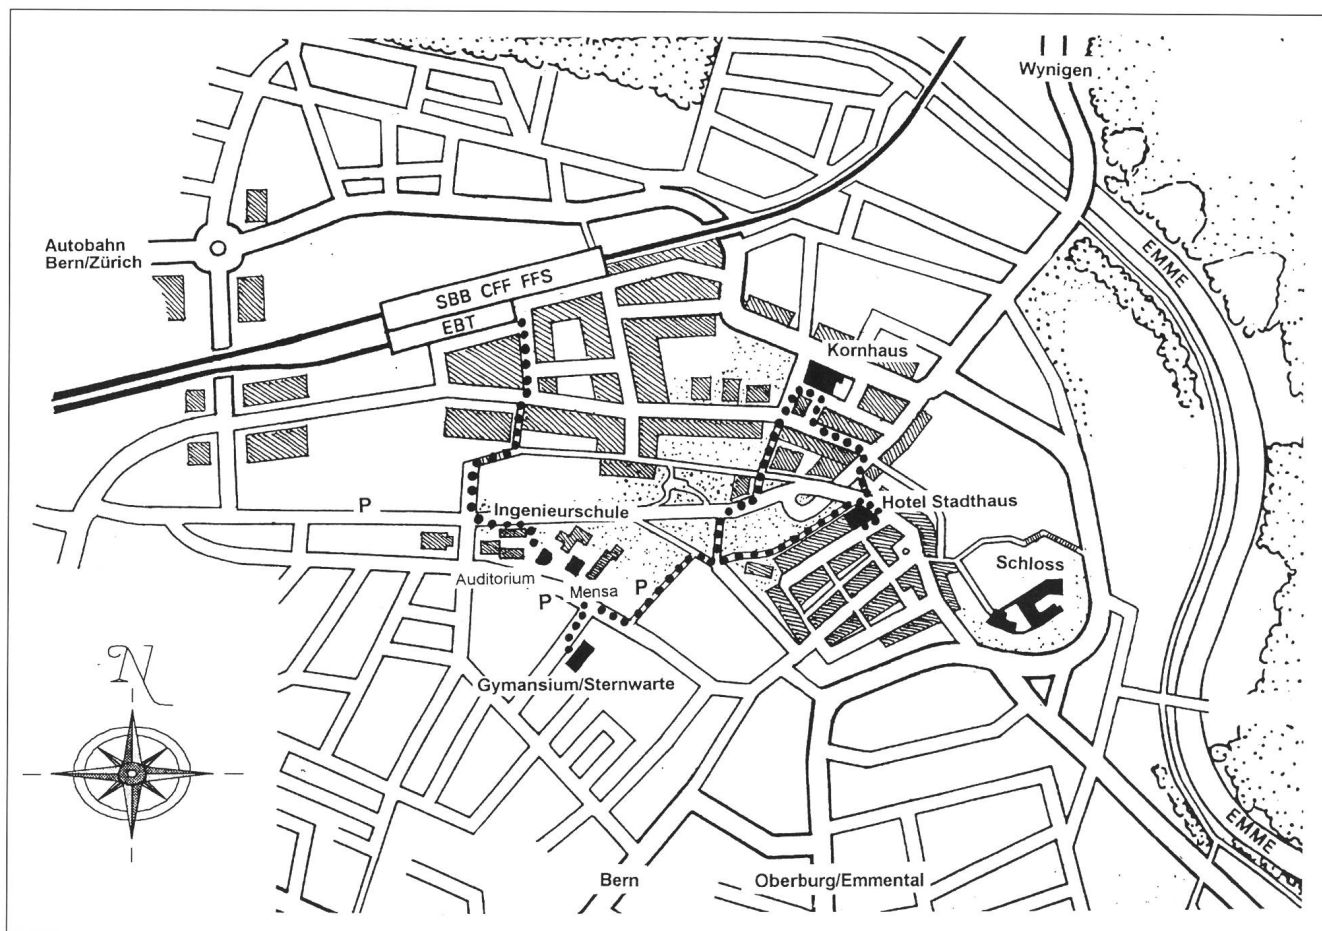 Wynigen
Autobahn
Bern/Zürich
EMME
SBB CFF FFS
EBT
Kornhaus
P
Ingenieurschule
Hotel Stadthaus
Auditorium
Mensa
P
P
Schloss
Gymansium/Sternwarte
N
EMME
Bern
Oberburg/Emmental